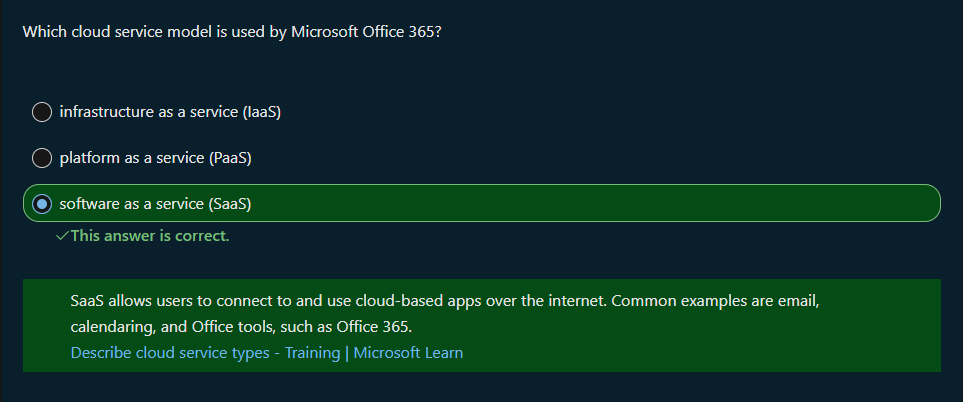 Which cloud service model is used by Microsoft Office 365?
infrastructure as a service (IaaS)
platform as a service (PaaS)
software as a service (SaaS)
✓This answer is correct.
SaaS allows users to connect to and use cloud-based apps over the internet. Common examples are email,
calendaring, and Office tools, such as Office 365.
Describe cloud service types - Training | Microsoft Learn